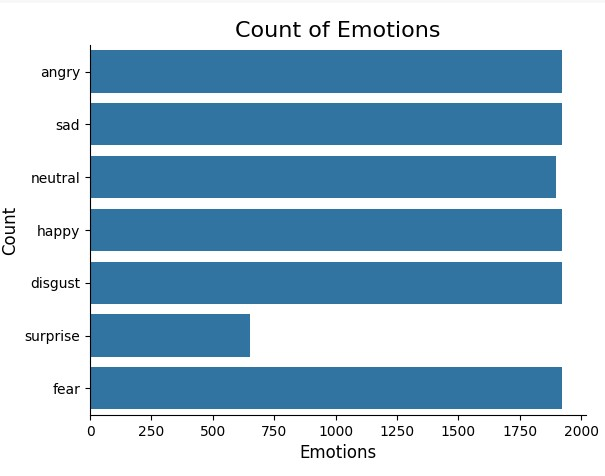 Count of Emotions
angry
sad
neutral
happy
disgust
surprise
fear
Count
0 250 500 750 1000 1250 1500 1750 2000
Emotions